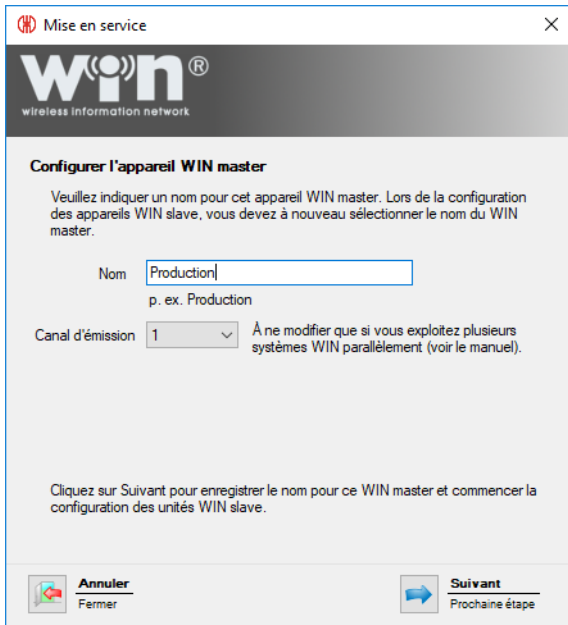 Mise en service
WIN®
wireless information network
Configurer l'appareil WIN master
Veuillez indiquer un nom pour cet appareil WIN master. Lors de la configuration
des appareils WIN slave, vous devez à nouveau sélectionner le nom du WIN
master.
Nom
Production
p. ex. Production
Canal d'émission
1
À ne modifier que si vous exploitez plusieurs
systèmes WIN parallèlement (voir le manuel).
Cliquez sur Suivant pour enregistrer le nom pour ce WIN master et commencer la
configuration des unités WIN slave.
Annuler
Fermer
Suivant
Prochaine étape